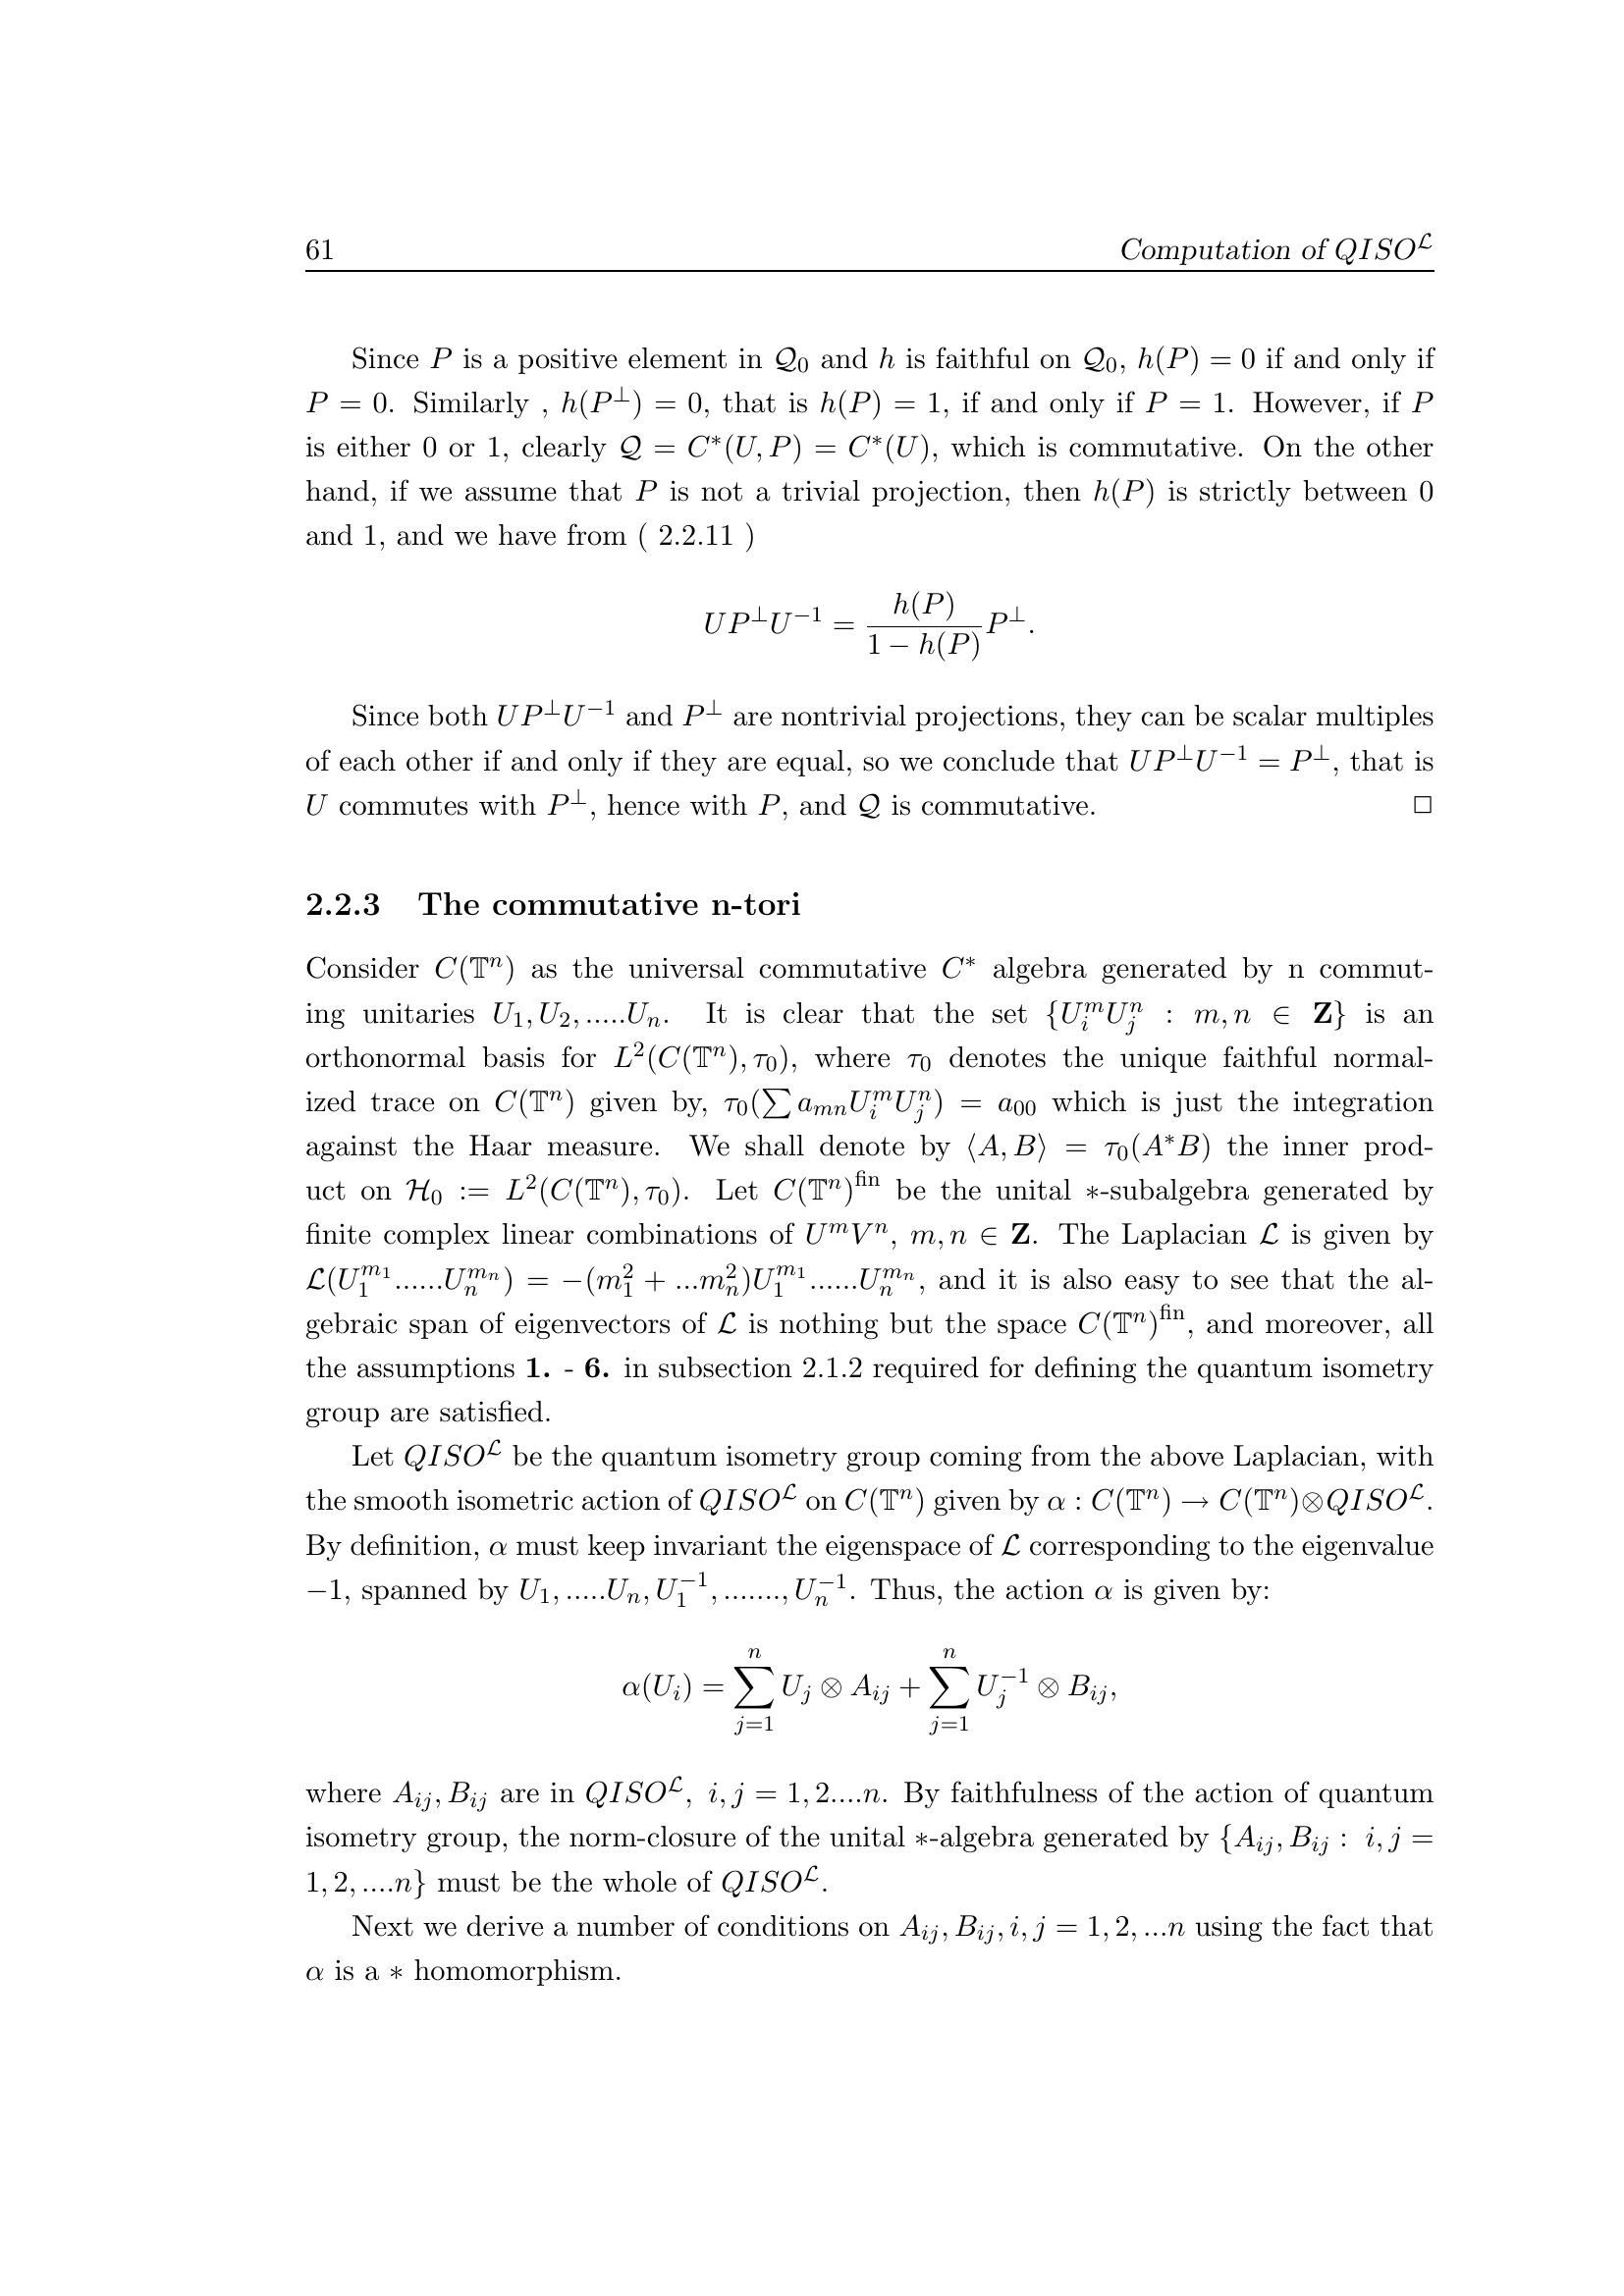 61 Computation of $QISO^{\mathcal{L}}$
Since $P$ is a positive element in $\mathcal{Q}_0$ and $h$ is faithful on $\mathcal{Q}_0$, $h(P) = 0$ if and only if
$P = 0$. Similarly , $h(P^{\perp}) = 0$, that is $h(P) = 1$, if and only if $P = 1$. However, if $P$
is either 0 or 1, clearly $\mathcal{Q} = C^*(U, P) = C^*(U)$, which is commutative. On the other
hand, if we assume that $P$ is not a trivial projection, then $h(P)$ is strictly between 0
and 1, and we have from ( 2.2.11 )
$$UP^{\perp}U^{-1} = \frac{h(P)}{1 - h(P)}P^{\perp}.$$
Since both $UP^{\perp}U^{-1}$ and $P^{\perp}$ are nontrivial projections, they can be scalar multiples
of each other if and only if they are equal, so we conclude that $UP^{\perp}U^{-1} = P^{\perp}$, that is
$U$ commutes with $P^{\perp}$, hence with $P$, and $\mathcal{Q}$ is commutative. □
2.2.3 The commutative n-tori
Consider $C(\mathbb{T}^n)$ as the universal commutative $C^*$ algebra generated by n commut-
ing unitaries $U_1, U_2, .....U_n$. It is clear that the set $\{U_i^m U_j^n : m, n \in \mathbf{Z}\}$ is an
orthonormal basis for $L^2(C(\mathbb{T}^n), \tau_0)$, where $\tau_0$ denotes the unique faithful normal-
ized trace on $C(\mathbb{T}^n)$ given by, $\tau_0(\sum a_{mn} U_i^m U_j^n) = a_{00}$ which is just the integration
against the Haar measure. We shall denote by $\langle A, B \rangle = \tau_0(A^*B)$ the inner prod-
uct on $\mathcal{H}_0 := L^2(C(\mathbb{T}^n), \tau_0)$. Let $C(\mathbb{T}^n)^{\text{fin}}$ be the unital $*$-subalgebra generated by
finite complex linear combinations of $U^m V^n$, $m, n \in \mathbf{Z}$. The Laplacian $\mathcal{L}$ is given by
$\mathcal{L}(U_1^{m_1}......U_n^{m_n}) = -(m_1^2 + ...m_n^2)U_1^{m_1}......U_n^{m_n}$, and it is also easy to see that the al-
gebraic span of eigenvectors of $\mathcal{L}$ is nothing but the space $C(\mathbb{T}^n)^{\text{fin}}$, and moreover, all
the assumptions 1. - 6. in subsection 2.1.2 required for defining the quantum isometry
group are satisfied.
Let $QISO^{\mathcal{L}}$ be the quantum isometry group coming from the above Laplacian, with
the smooth isometric action of $QISO^{\mathcal{L}}$ on $C(\mathbb{T}^n)$ given by $\alpha : C(\mathbb{T}^n) \to C(\mathbb{T}^n) \otimes QISO^{\mathcal{L}}$.
By definition, $\alpha$ must keep invariant the eigenspace of $\mathcal{L}$ corresponding to the eigenvalue
$-1$, spanned by $U_1, .....U_n, U_1^{-1}, ......., U_n^{-1}$. Thus, the action $\alpha$ is given by:
$$\alpha(U_i) = \sum_{j=1}^n U_j \otimes A_{ij} + \sum_{j=1}^n U_j^{-1} \otimes B_{ij},$$
where $A_{ij}, B_{ij}$ are in $QISO^{\mathcal{L}}$, $i, j = 1, 2....n$. By faithfulness of the action of quantum
isometry group, the norm-closure of the unital $*$-algebra generated by $\{A_{ij}, B_{ij} : i, j =$
$1, 2, ....n\}$ must be the whole of $QISO^{\mathcal{L}}$.
Next we derive a number of conditions on $A_{ij}, B_{ij}, i, j = 1, 2, ...n$ using the fact that
$\alpha$ is a $*$ homomorphism.